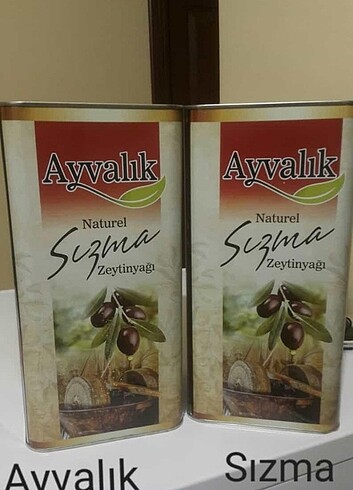 Ayvalık
Naturel
Sızma
Zeytinyağı
Ayvalık
Naturel
Sızma
Zeytinyağı
Ayvalık
Sızma